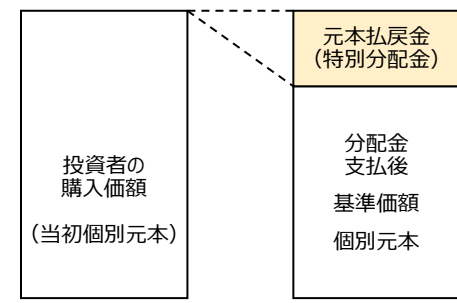 投資者の
購入価額
（当初個別元本）
元本払戻金
（特別分配金）
分配金
支払後
基準価額
個別元本